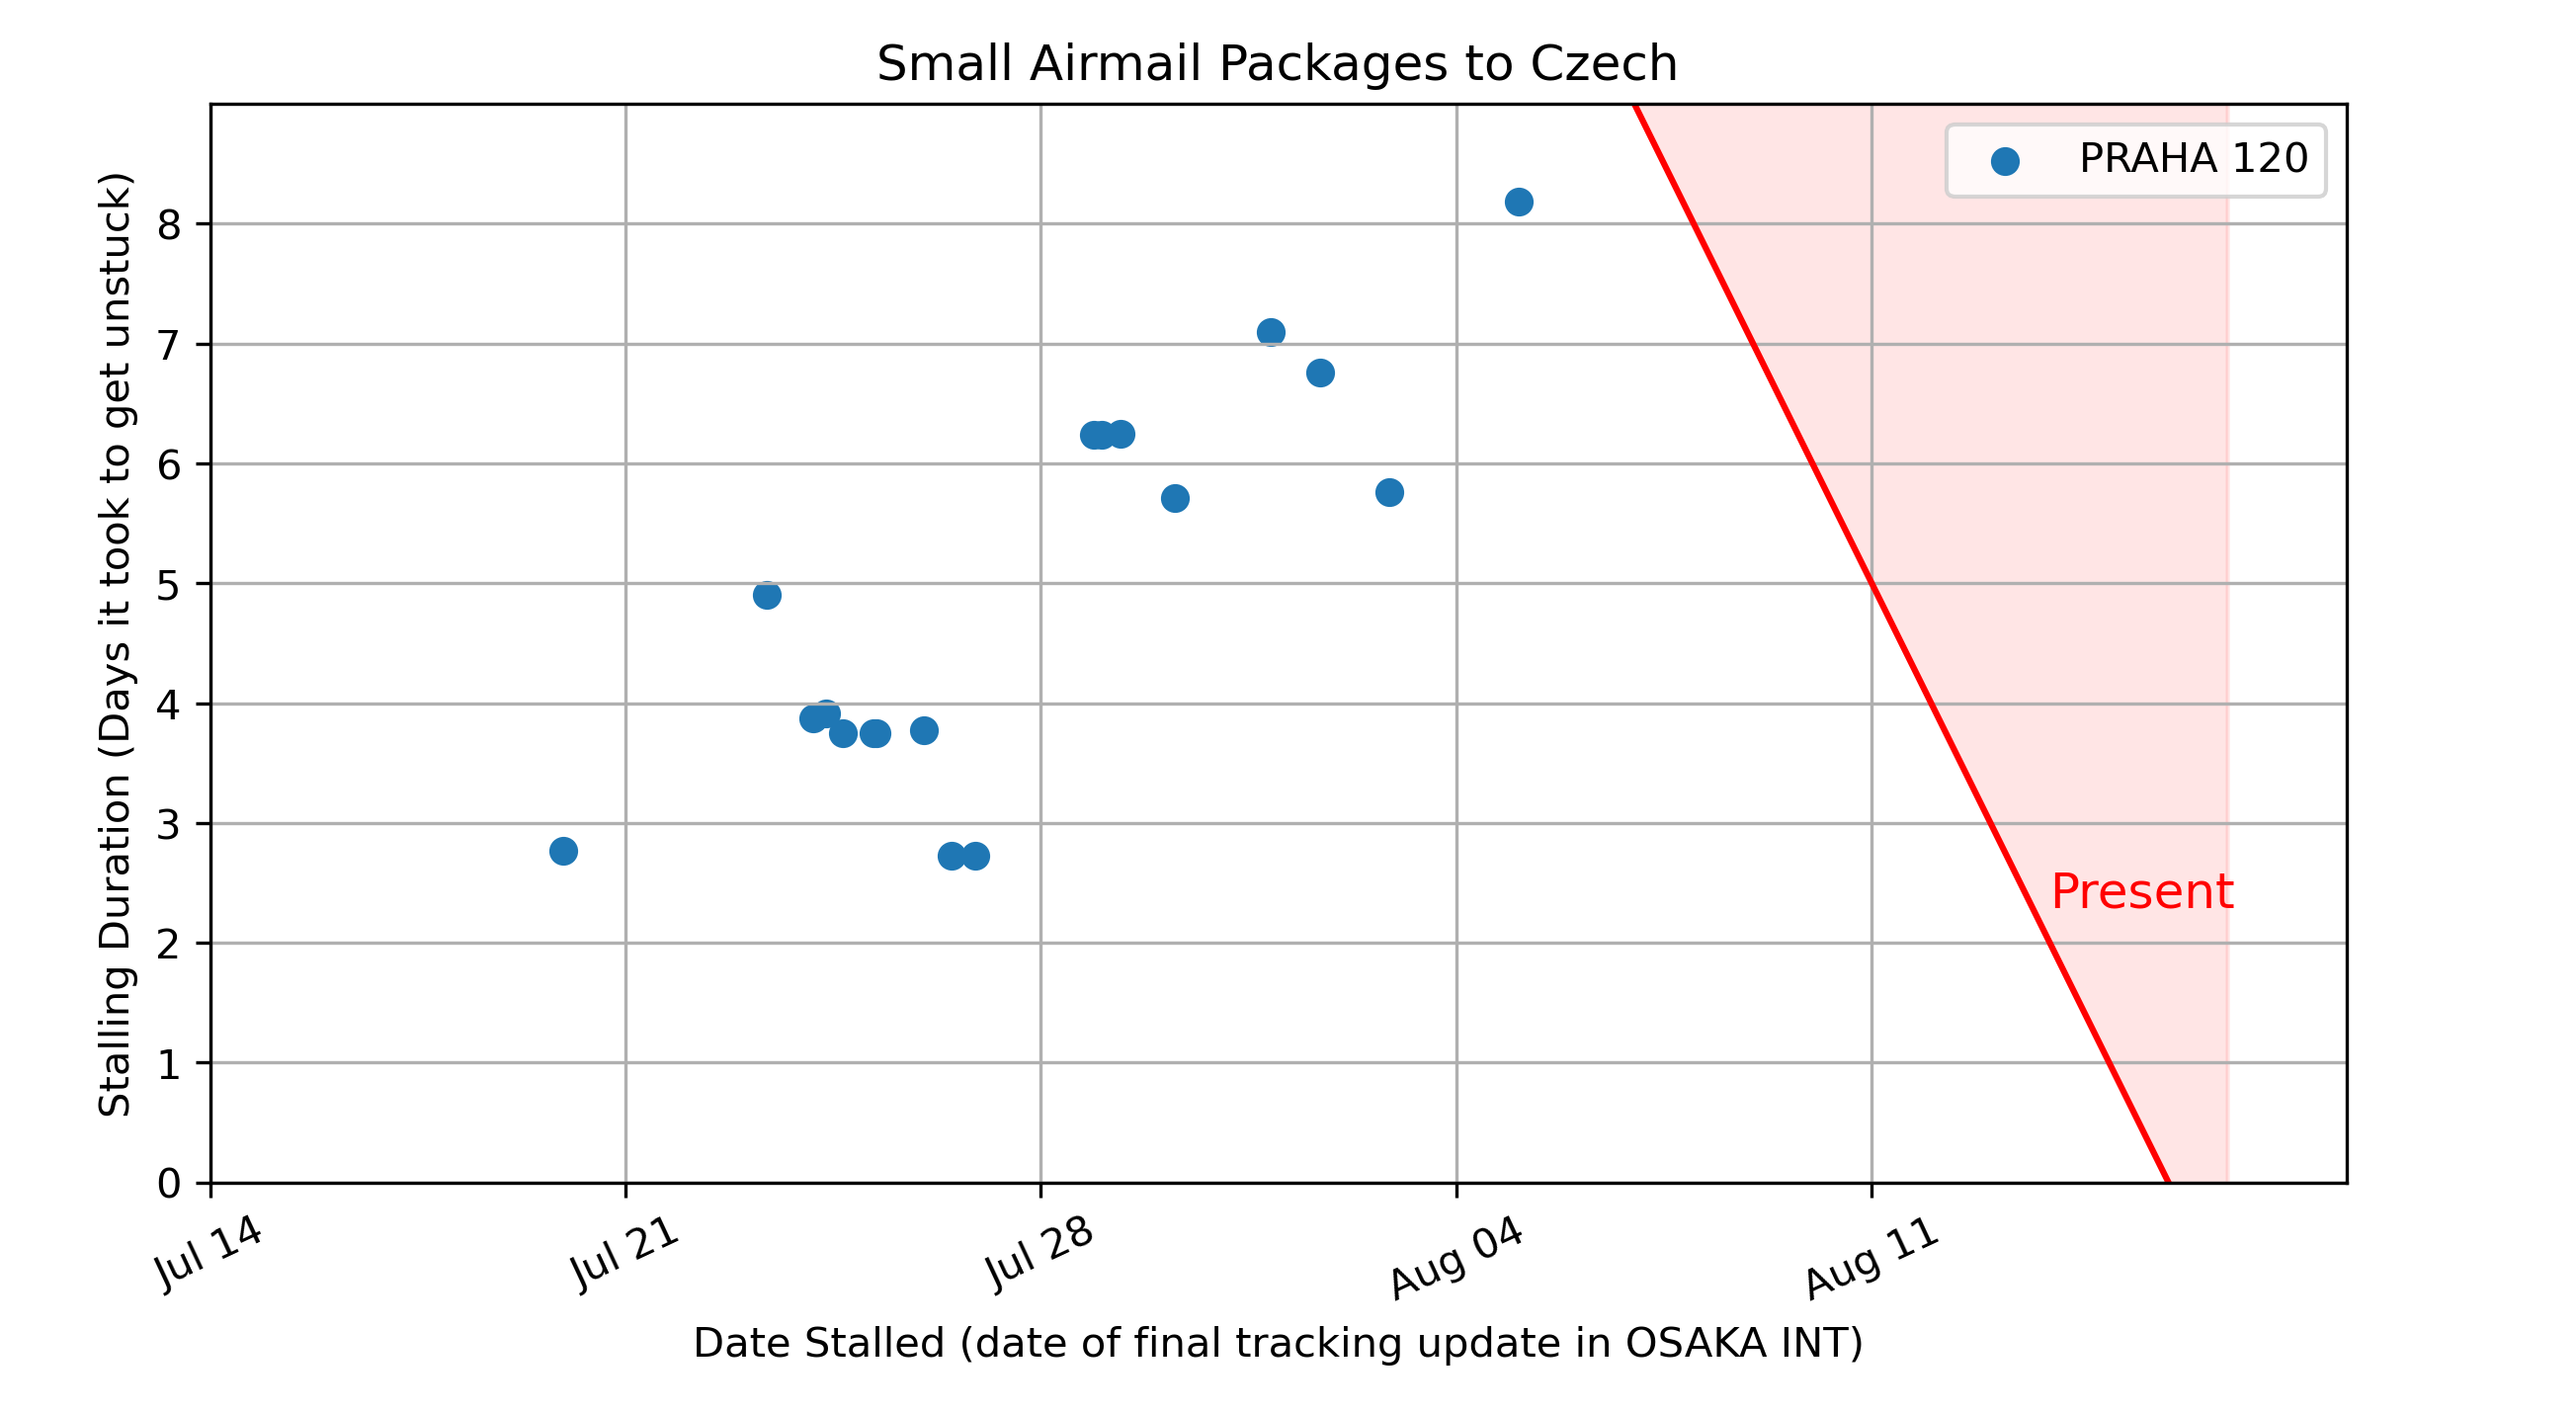 Small Airmail Packages to Czech
PRAHA 120
Stalling Duration (Days it took to get unstuck)
8
7
6
5
4
3
2
1
0
Present
Jul 14
Jul 21
Jul 28
Aug 04
Aug 11
Date Stalled (date of final tracking update in OSAKA INT)